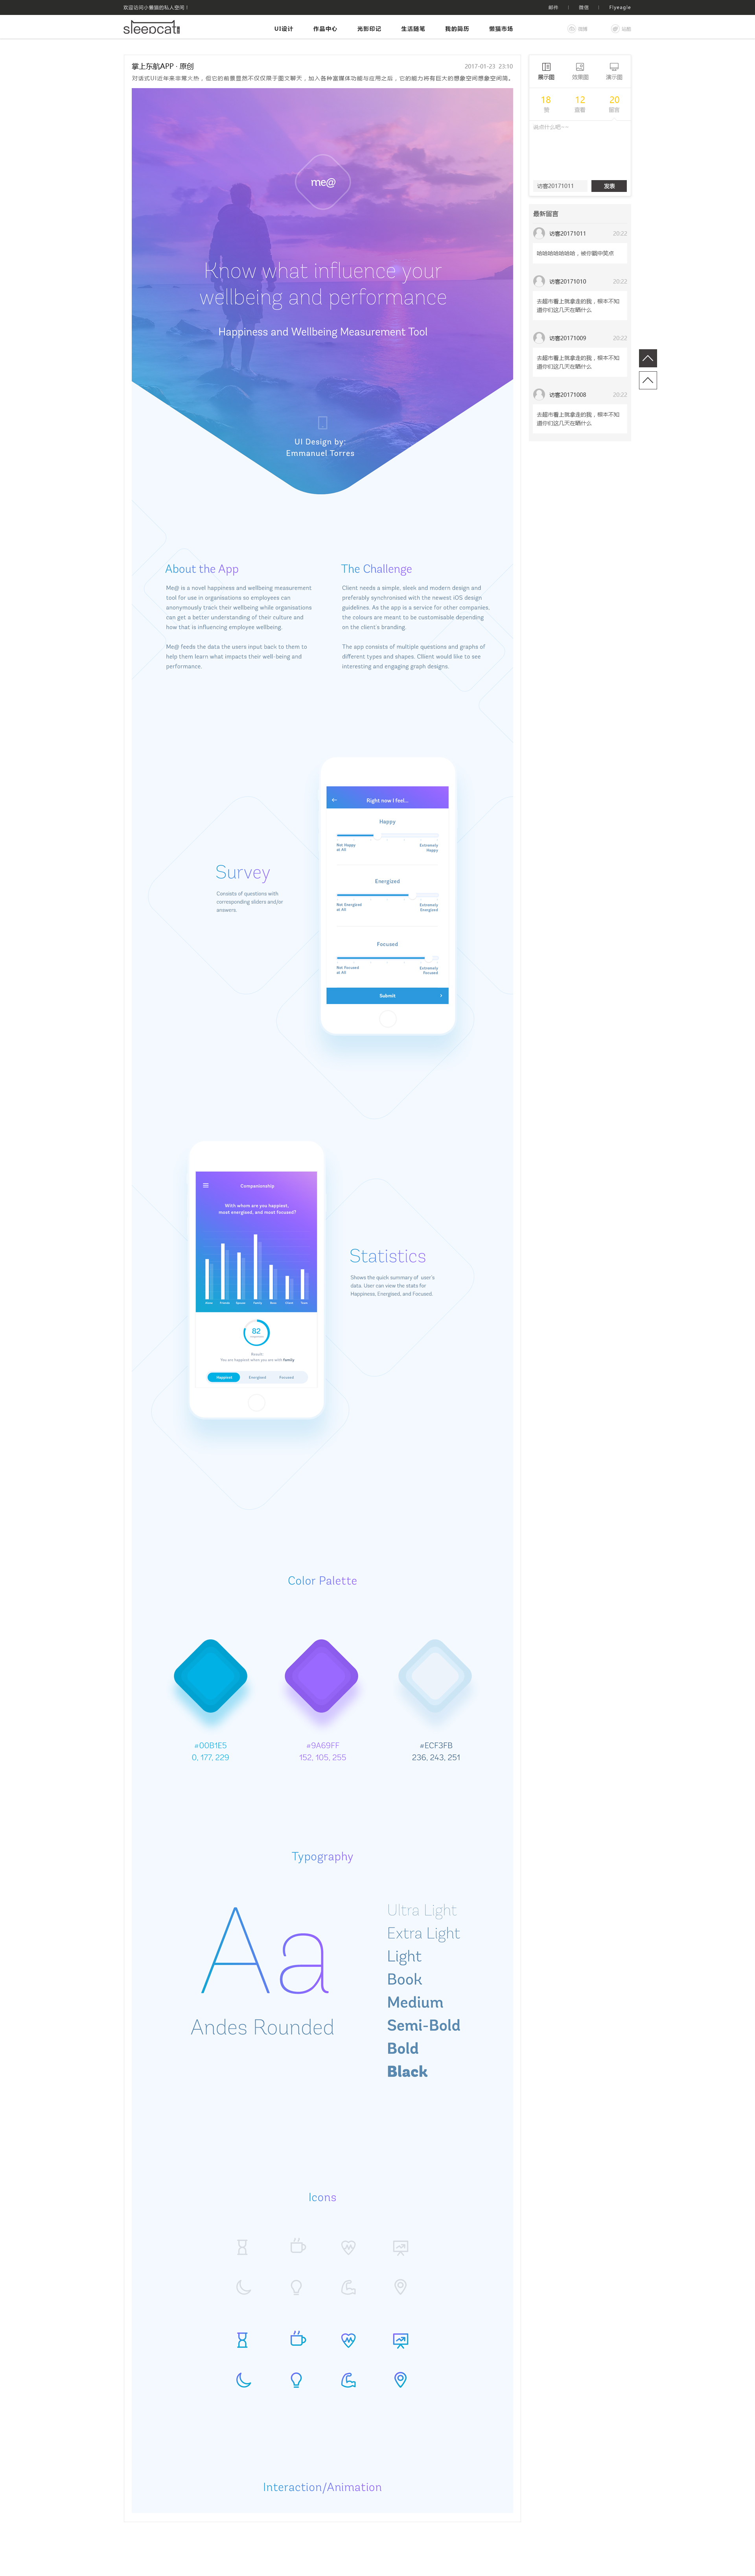 欢迎访问小懒猫的私人空间！
邮件 | 微信 | Flyeagle
sleepcat
UI设计 作品中心 光影印记 生活随笔 我的简历 懒猫市场
掌上东航APP · 原创
2017-01-23 23:10
对话式UI近年来非常火热，但它的前景显然不仅仅限于图文聊天，加入各种富媒体功能与应用之后，它的能力将有巨大的想象空间想象空间简。
me@
Know what influence your
wellbeing and performance
Happiness and Wellbeing Measurement Tool
UI Design by:
Emmanuel Torres
About the App
Me@ is a novel happiness and wellbeing measurement
tool for use in organisations so employees can
anonymously track their wellbeing while organisations
can get a better understanding of their culture and
how that is influencing employee wellbeing.
Me@ feeds the data the users input back to them to
help them learn what impacts their well-being and
performance.
The Challenge
Client needs a simple, sleek and modern design and
preferably synchronised with the newest iOS design
guidelines. As the app is a service for other companies,
the colours are meant to be customisable depending
on the client's branding.
The app consists of multiple questions and graphs of
different types and shapes. Client would like to see
interesting and engaging graph designs.
Survey
Consists of questions with
corresponding sliders and/or
answers.
Right now I feel...
Happy
Not Happy
at All
Extremely
Happy
Energized
Not Energized
at All
Extremely
Energized
Focused
Not Focused
at All
Extremely
Focused
Submit
Companionship
With whom are you happiest,
most energised, and most focused?
82
Result:
You are happiest when you are with family
Happiest Energised Focused
Statistics
Shows the quick summary of user's
data. User can view the stats for
Happiness, Energised, and Focused.
Color Palette
#00B1E5
0, 177, 229
#9A69FF
152, 105, 255
#ECF3FB
236, 243, 251
Typography
Aa
Andes Rounded
Ultra Light
Extra Light
Light
Book
Medium
Semi-Bold
Bold
Black
Icons
Interaction/Animation
展示图 效果图 演示图
18 12 20
赞 查看 留言
说点什么吧~~
访客20171011
发表
最新留言
访客20171011 20:22
哈哈哈哈哈哈哈，被你戳中笑点
访客20171010 20:22
去超市看上就拿走的我，根本不知
道你们这几天在晒什么
访客20171009 20:22
去超市看上就拿走的我，根本不知
道你们这几天在晒什么
访客20171008 20:22
去超市看上就拿走的我，根本不知
道你们这几天在晒什么